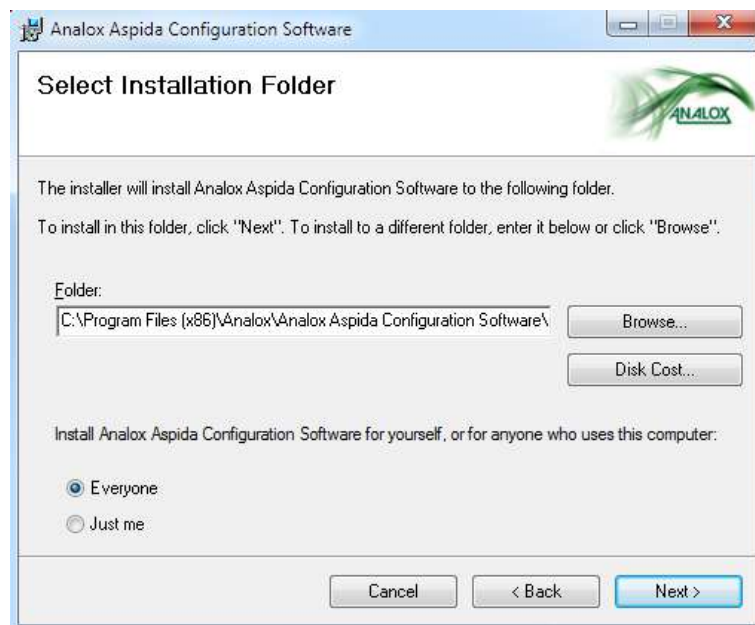 Analox Aspida Configuration Software
Select Installation Folder
ANALOX
The installer will install Analox Aspida Configuration Software to the following folder.
To install in this folder, click "Next". To install to a different folder, enter it below or click "Browse".
Folder:
C:\Program Files (x86)\Analox\Analox Aspida Configuration Software\
Browse...
Disk Cost...
Install Analox Aspida Configuration Software for yourself, or for anyone who uses this computer:
Everyone
Just me
Cancel
< Back
Next >